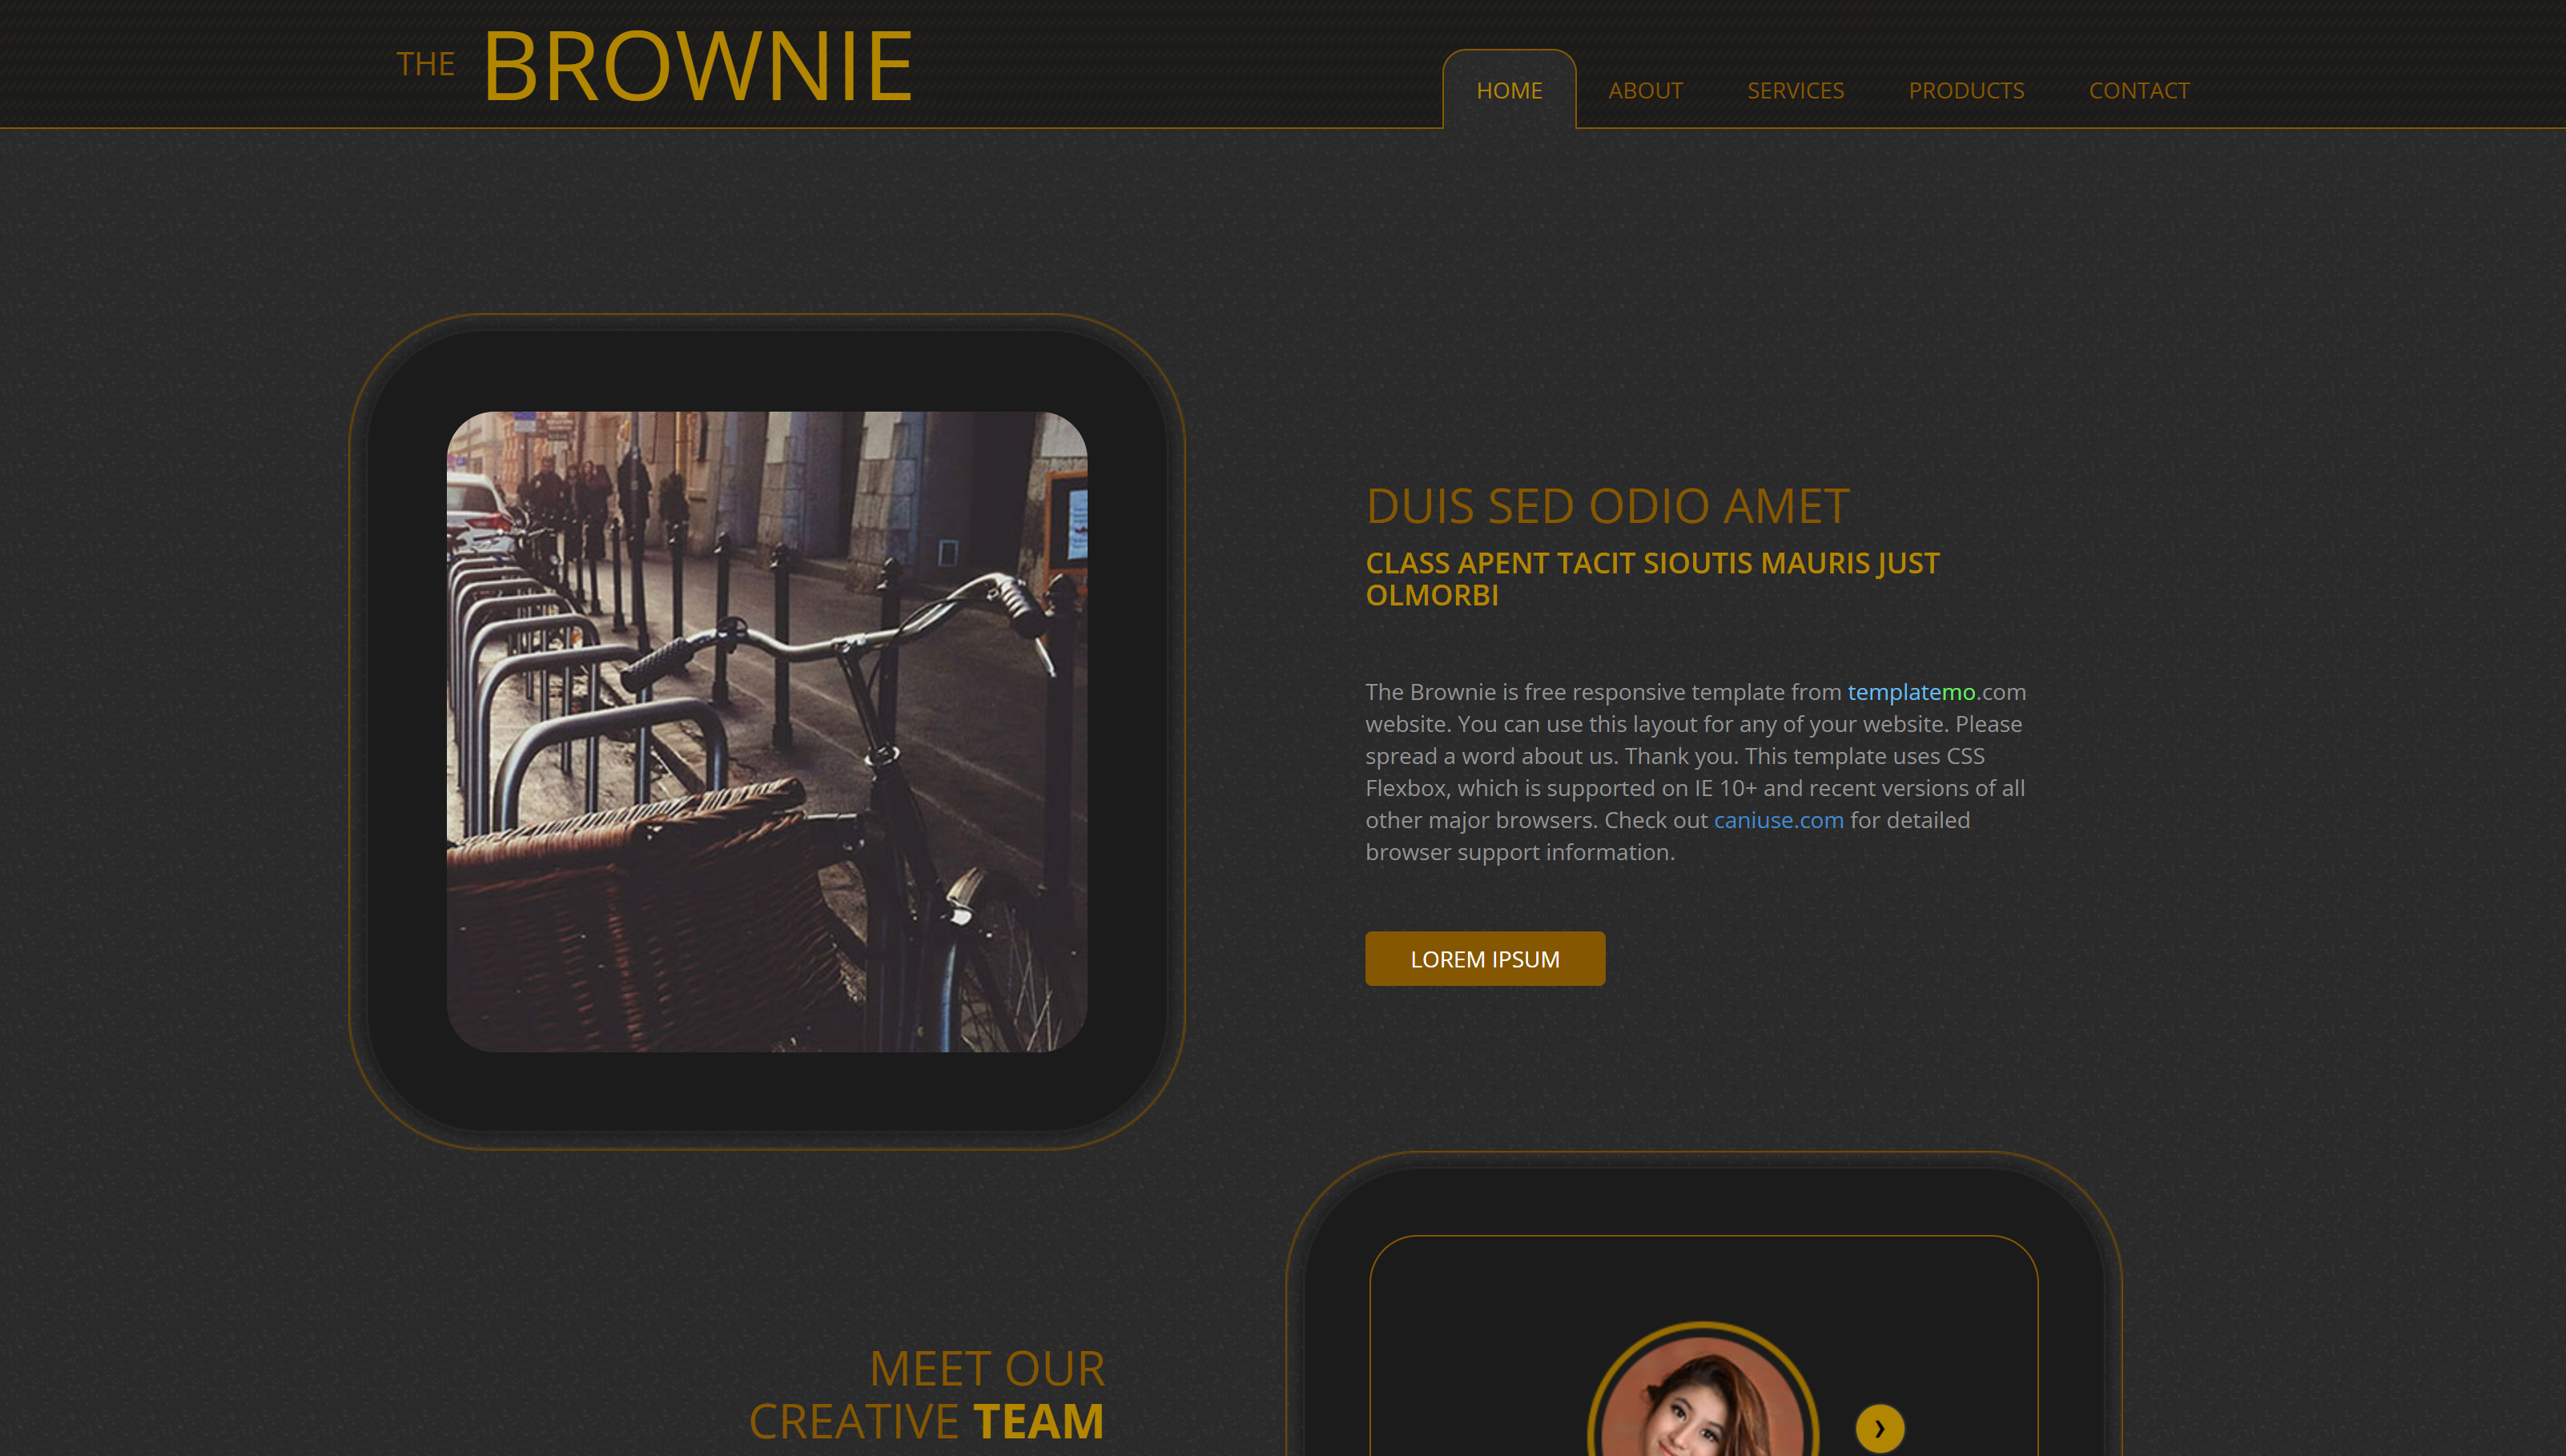 THE BROWNIE
HOME ABOUT SERVICES PRODUCTS CONTACT
DUIS SED ODIO AMET
CLASS APENT TACIT SIOUTIS MAURIS JUST
OLMORBI
The Brownie is free responsive template from templatemo.com
website. You can use this layout for any of your website. Please
spread a word about us. Thank you. This template uses CSS
Flexbox, which is supported on IE 10+ and recent versions of all
other major browsers. Check out caniuse.com for detailed
browser support information.
LOREM IPSUM
MEET OUR
CREATIVE TEAM